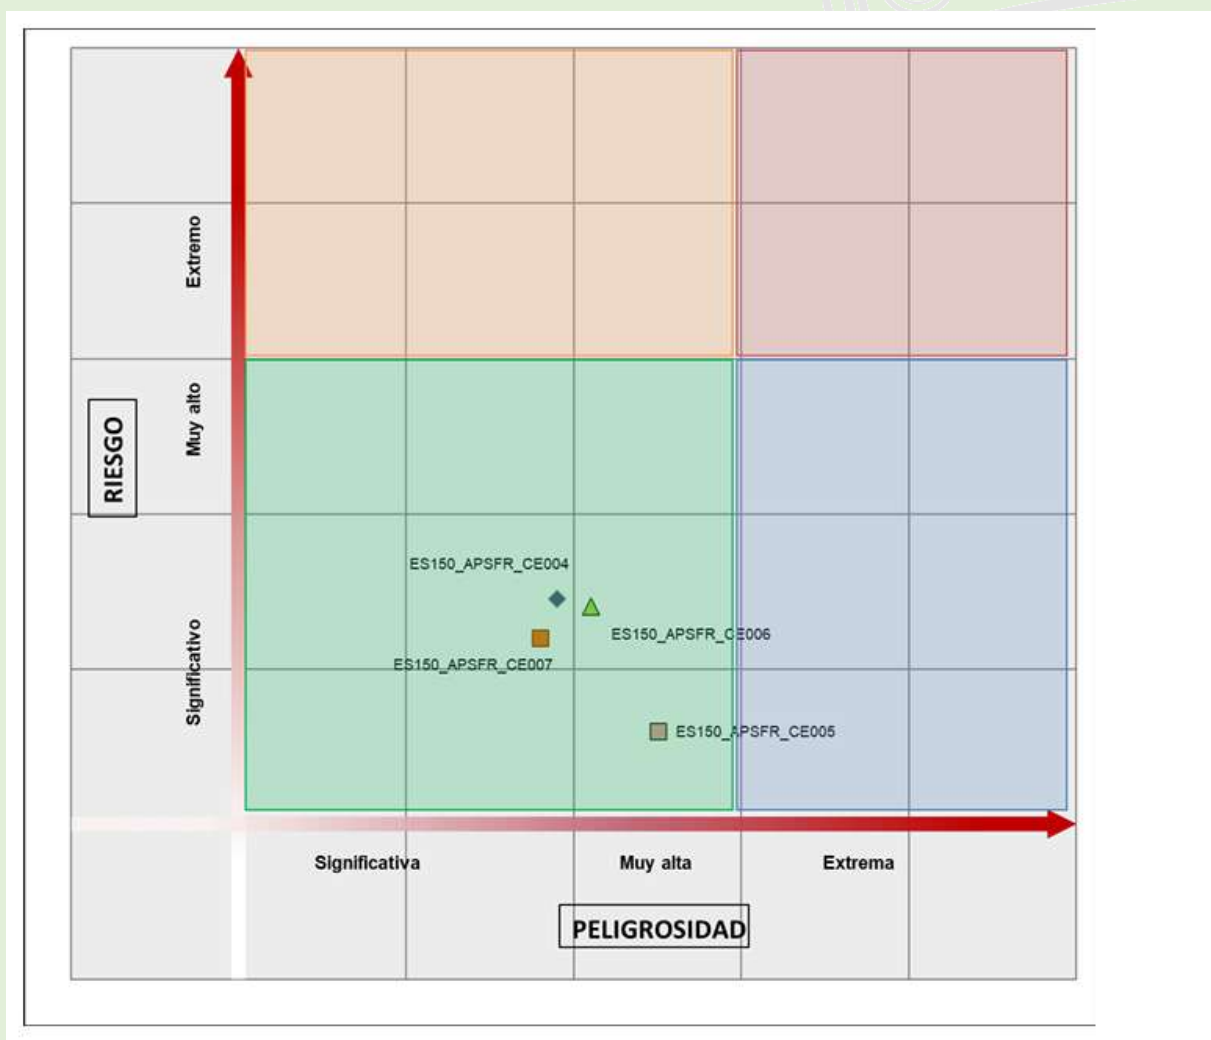 Extremo
Muy alto
RIESGO
Significativo
ES150_APSFR_CE004
ES150_APSFR_CE006
ES150_APSFR_CE007
ES150_APSFR_CE005
Significativa
Muy alta
Extrema
PELIGROSIDAD